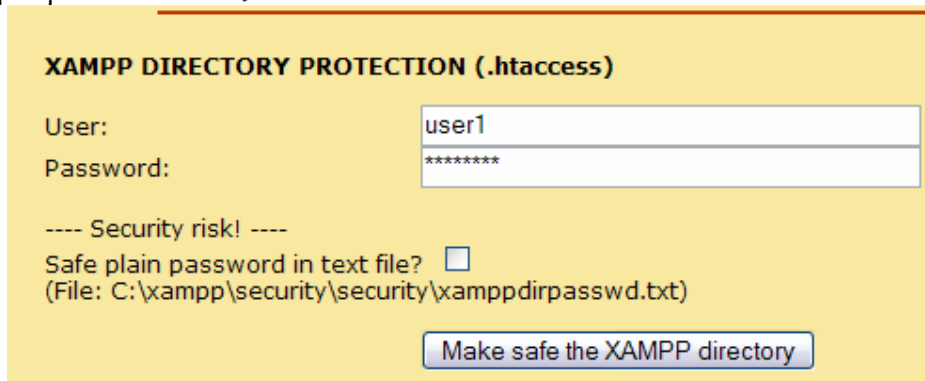 XAMPP DIRECTORY PROTECTION (.htaccess)
User: user1
Password: ********
---- Security risk! ----
Safe plain password in text file?
(File: C:\xampp\security\security\xamppdirpasswd.txt)
Make safe the XAMPP directory